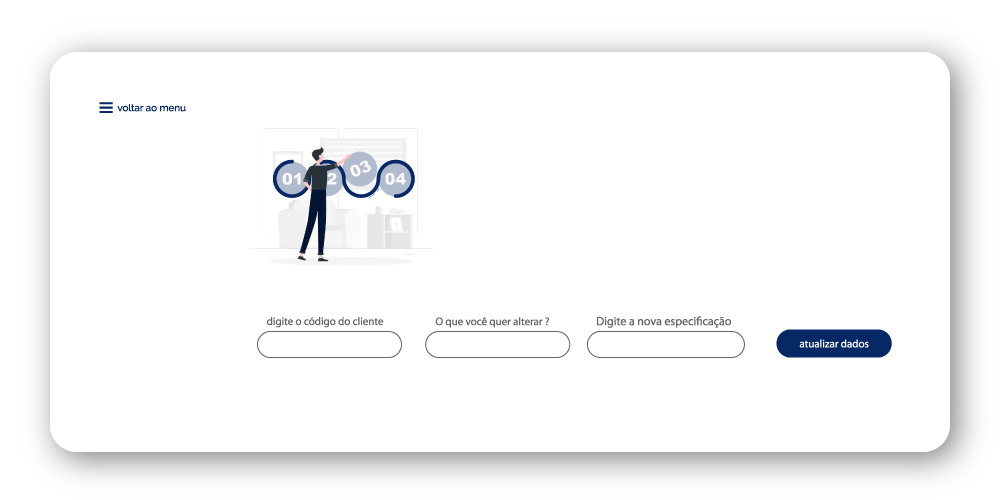 voltar ao menu
01 2 03 04
digite o código do cliente
O que você quer alterar ?
Digite a nova especificação
atualizar dados